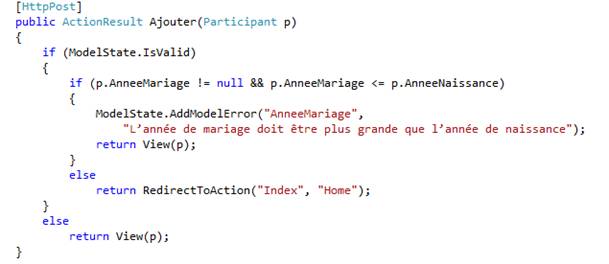 [HttpPost]
public ActionResult Ajouter(Participant p)
{
if (ModelState.IsValid)
{
if (p.AnneeMariage != null && p.AnneeMariage <= p.AnneeNaissance)
{
ModelState.AddModelError("AnneeMariage",
"L’année de mariage doit être plus grande que l’année de naissance");
return View(p);
}
else
return RedirectToAction("Index", "Home");
}
else
return View(p);
}